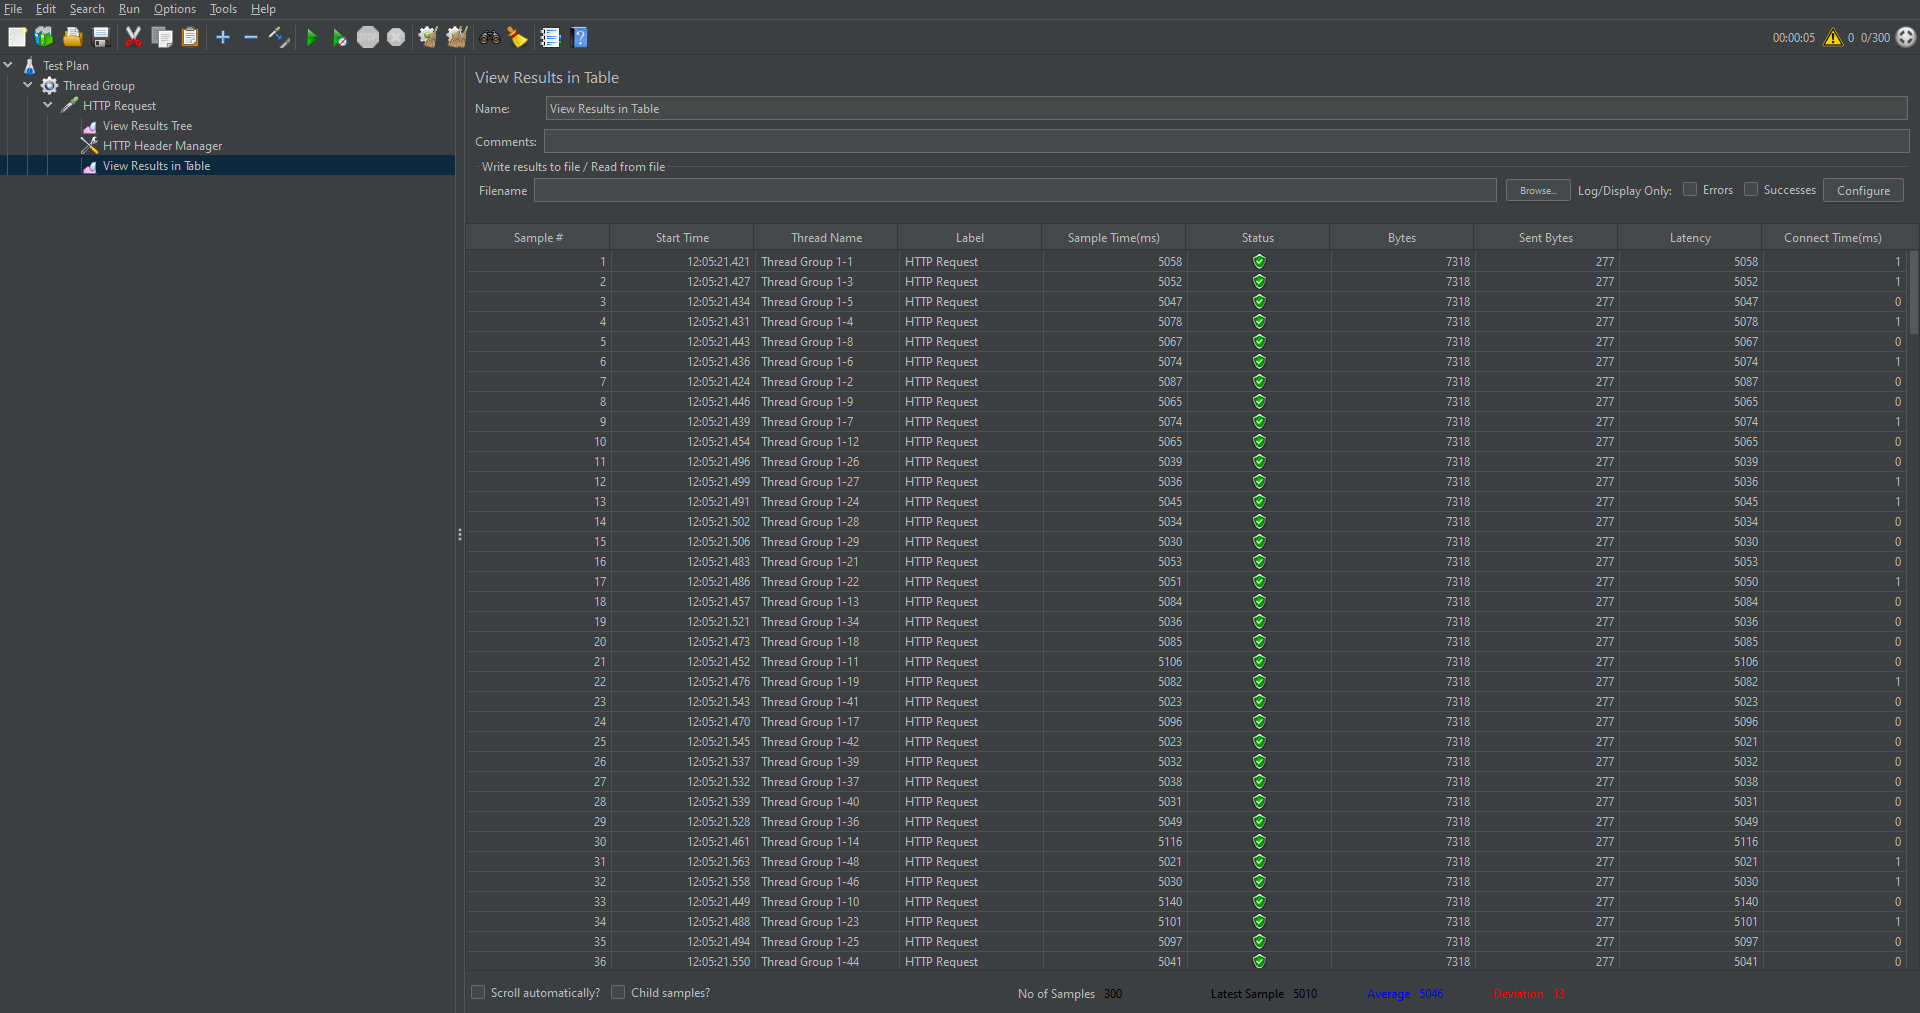 File Edit Search Run Options Tools Help
00:00:05 0 0/300
Test Plan
Thread Group
HTTP Request
View Results Tree
HTTP Header Manager
View Results in Table
View Results in Table
Name: View Results in Table
Comments:
Write results to file / Read from file
Filename Browse... Log/Display Only: Errors Successes Configure
Sample # Start Time Thread Name Label Sample Time(ms) Status Bytes Sent Bytes Latency Connect Time(ms)
1 12:05:21.421 Thread Group 1-1 HTTP Request 5058 7318 277 5058 1
2 12:05:21.427 Thread Group 1-3 HTTP Request 5052 7318 277 5052 1
3 12:05:21.434 Thread Group 1-5 HTTP Request 5047 7318 277 5047 0
4 12:05:21.431 Thread Group 1-4 HTTP Request 5078 7318 277 5078 1
5 12:05:21.443 Thread Group 1-8 HTTP Request 5067 7318 277 5067 0
6 12:05:21.436 Thread Group 1-6 HTTP Request 5074 7318 277 5074 1
7 12:05:21.424 Thread Group 1-2 HTTP Request 5087 7318 277 5087 0
8 12:05:21.446 Thread Group 1-9 HTTP Request 5065 7318 277 5065 0
9 12:05:21.439 Thread Group 1-7 HTTP Request 5074 7318 277 5074 1
10 12:05:21.454 Thread Group 1-12 HTTP Request 5065 7318 277 5065 0
11 12:05:21.496 Thread Group 1-26 HTTP Request 5039 7318 277 5039 0
12 12:05:21.499 Thread Group 1-27 HTTP Request 5036 7318 277 5036 1
13 12:05:21.491 Thread Group 1-24 HTTP Request 5045 7318 277 5045 1
14 12:05:21.502 Thread Group 1-28 HTTP Request 5034 7318 277 5034 0
15 12:05:21.506 Thread Group 1-29 HTTP Request 5030 7318 277 5030 0
16 12:05:21.483 Thread Group 1-21 HTTP Request 5053 7318 277 5053 0
17 12:05:21.486 Thread Group 1-22 HTTP Request 5051 7318 277 5050 1
18 12:05:21.457 Thread Group 1-13 HTTP Request 5084 7318 277 5084 0
19 12:05:21.521 Thread Group 1-34 HTTP Request 5036 7318 277 5036 0
20 12:05:21.473 Thread Group 1-18 HTTP Request 5085 7318 277 5085 0
21 12:05:21.452 Thread Group 1-11 HTTP Request 5106 7318 277 5106 0
22 12:05:21.476 Thread Group 1-19 HTTP Request 5082 7318 277 5082 1
23 12:05:21.543 Thread Group 1-41 HTTP Request 5023 7318 277 5023 0
24 12:05:21.470 Thread Group 1-17 HTTP Request 5096 7318 277 5096 0
25 12:05:21.545 Thread Group 1-42 HTTP Request 5023 7318 277 5021 0
26 12:05:21.537 Thread Group 1-39 HTTP Request 5032 7318 277 5032 0
27 12:05:21.532 Thread Group 1-37 HTTP Request 5038 7318 277 5038 0
28 12:05:21.539 Thread Group 1-40 HTTP Request 5031 7318 277 5031 0
29 12:05:21.528 Thread Group 1-36 HTTP Request 5049 7318 277 5049 0
30 12:05:21.461 Thread Group 1-14 HTTP Request 5116 7318 277 5116 0
31 12:05:21.563 Thread Group 1-48 HTTP Request 5021 7318 277 5021 1
32 12:05:21.558 Thread Group 1-46 HTTP Request 5030 7318 277 5030 1
33 12:05:21.449 Thread Group 1-10 HTTP Request 5140 7318 277 5140 0
34 12:05:21.488 Thread Group 1-23 HTTP Request 5101 7318 277 5101 1
35 12:05:21.494 Thread Group 1-25 HTTP Request 5097 7318 277 5097 0
36 12:05:21.550 Thread Group 1-44 HTTP Request 5041 7318 277 5041 0
Scroll automatically? Child samples? No of Samples 300 Latest Sample 5010 Average 5046 Deviation 33